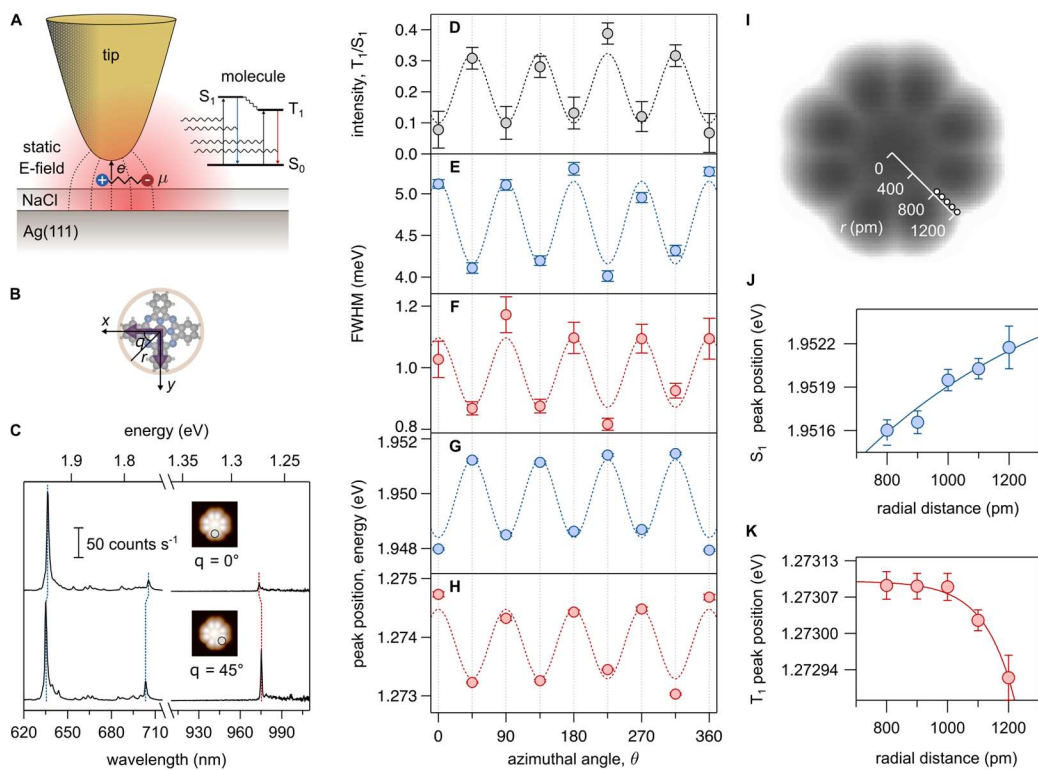 A
tip
molecule
S1
T1
S0
static
E-field
e
μ
NaCl
Ag(111)
B
x
q
r
y
C
energy (eV)
1.9 1.8 1.35 1.3 1.25
50 counts s-1
q = 0°
q = 45°
620 650 680 710 930 960 990
wavelength (nm)
D
intensity, T1/S1
0.4
0.3
0.2
0.1
0.0
E
FWHM (meV)
5.0
4.5
4.0
F
1.2
1.0
0.8
G
peak position, energy (eV)
1.952
1.950
1.948
H
1.275
1.274
1.273
0 90 180 270 360
azimuthal angle, θ
I
0
400
800
1200
r (pm)
J
S1 peak position (eV)
1.9522
1.9519
1.9516
800 1000 1200
radial distance (pm)
K
T1 peak position (eV)
1.27313
1.27307
1.27300
1.27294
800 1000 1200
radial distance (pm)